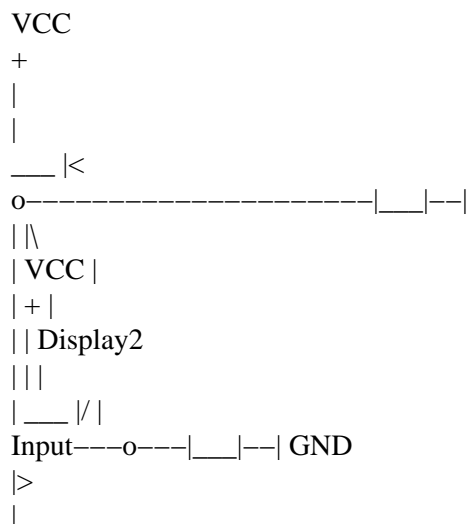 VCC
+
|
|
___ |<
o−−−−−−−−−−−−−−−−−−−−−|___|−−|
| |\
| VCC |
| + |
| | Display2
| | |
| ___ |/ |
Input−−−o−−−|___|−−| GND
|>
|